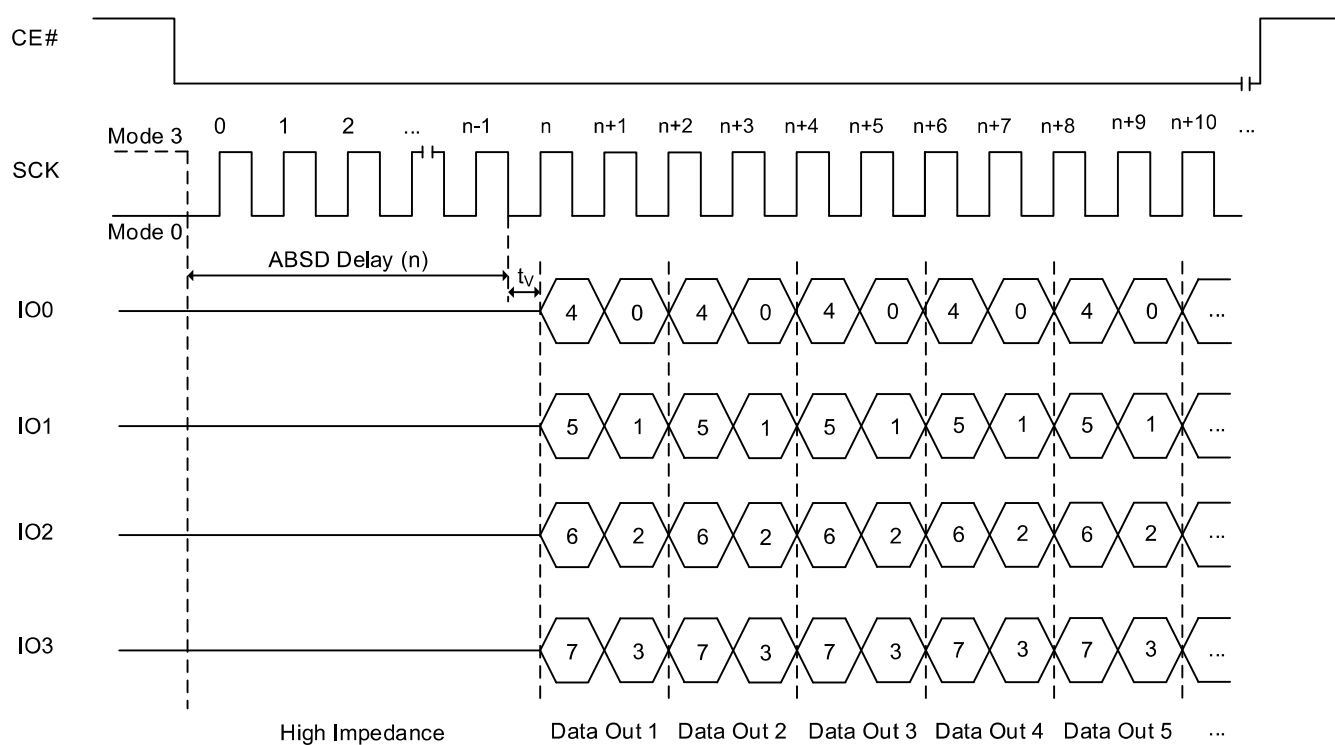 CE#
0 1 2 ... n-1 n n+1 n+2 n+3 n+4 n+5 n+6 n+7 n+8 n+9 n+10 ...
Mode 3
SCK
Mode 0
ABSD Delay (n)
tV
IO0 4 0 4 0 4 0 4 0 4 0 ...
IO1 5 1 5 1 5 1 5 1 5 1 ...
IO2 6 2 6 2 6 2 6 2 6 2 ...
IO3 7 3 7 3 7 3 7 3 7 3 ...
High Impedance Data Out 1 Data Out 2 Data Out 3 Data Out 4 Data Out 5 ...